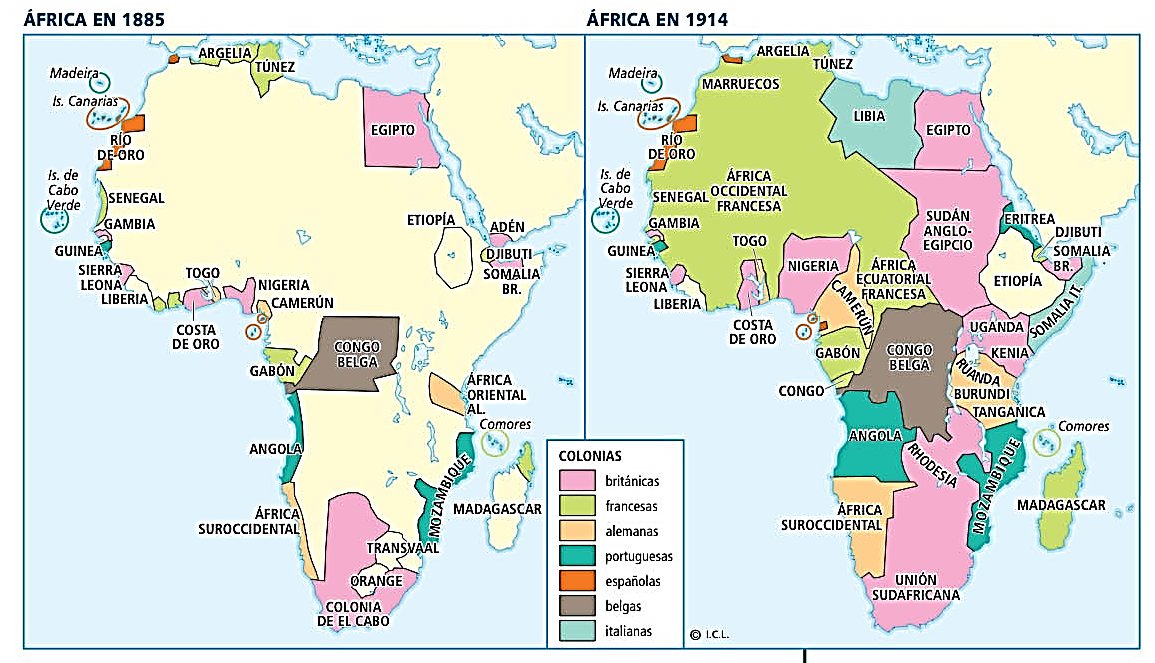 ÁFRICA EN 1885
ARGELIA
TÚNEZ
Madeira
Is. Canarias
EGIPTO
RÍO
DE ORO
Is. de
Cabo
Verde
SENEGAL
GAMBIA
GUINEA
ETIOPÍA
ADÉN
DJIBUTI
SOMALIA
BR.
SIERRA
LEONA
LIBERIA
TOGO
NIGERIA
CAMERÚN
COSTA
DE ORO
GABÓN
CONGO
BELGA
ÁFRICA
ORIENTAL
AL.
Comores
ANGOLA
MOZAMBIQUE
MADAGASCAR
ÁFRICA
SUROCCIDENTAL
TRANSVAAL
ORANGE
COLONIA
DE EL CABO
ÁFRICA EN 1914
ARGELIA
TÚNEZ
Madeira
MARRUECOS
Is. Canarias
LIBIA
EGIPTO
RÍO
DE ORO
Is. de
Cabo
Verde
ÁFRICA
OCCIDENTAL
FRANCESA
SENEGAL
GAMBIA
GUINEA
SUDÁN
ANGLO-
EGIPCIO
ERITREA
DJIBUTI
SOMALIA
BR.
TOGO
SIERRA
LEONA
LIBERIA
NIGERIA
ÁFRICA
ECUATORIAL
FRANCESA
ETIOPÍA
SOMALIA IT.
CAMERÚN
COSTA
DE ORO
UGANDA
KENIA
GABÓN
CONGO
BELGA
CONGO
RUANDA
BURUNDI
TANGAÑICA
Comores
ANGOLA
RHODESIA
MOZAMBIQUE
MADAGASCAR
ÁFRICA
SUROCCIDENTAL
UNIÓN
SUDAFRICANA
COLONIAS
británicas
francesas
alemanas
portuguesas
españolas
belgas
italianas
© I.C.L.